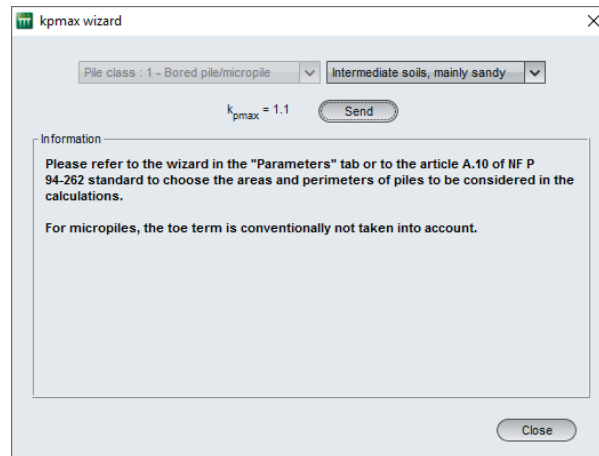 kpmax wizard
Pile class : 1 - Bored pile/micropile Intermediate soils, mainly sandy
kpmax = 1.1 Send
Information
Please refer to the wizard in the "Parameters" tab or to the article A.10 of NF P
94-262 standard to choose the areas and perimeters of piles to be considered in the
calculations.
For micropiles, the toe term is conventionally not taken into account.
Close